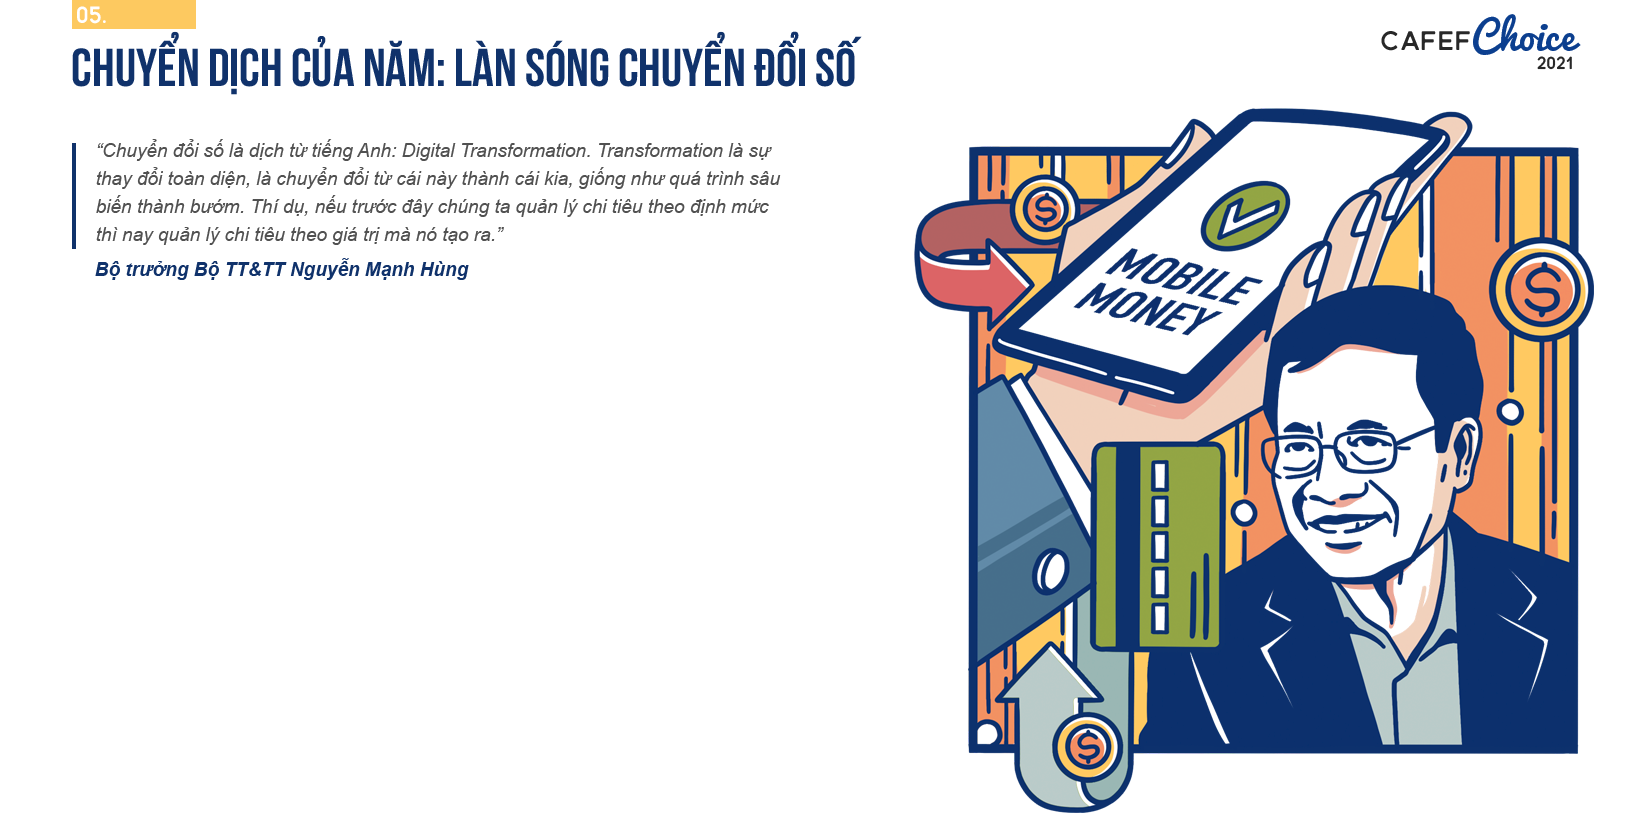 05.
CHUYỂN DỊCH CỦA NĂM: LÀN SÓNG CHUYỂN ĐỔI SỐ
CAFEF Choice
2021
“Chuyển đổi số là dịch từ tiếng Anh: Digital Transformation. Transformation là sự
thay đổi toàn diện, là chuyển đổi từ cái này thành cái kia, giống như quá trình sâu
biến thành bướm. Thí dụ, nếu trước đây chúng ta quản lý chi tiêu theo định mức
thì nay quản lý chi tiêu theo giá trị mà nó tạo ra.”
Bộ trưởng Bộ TT&TT Nguyễn Mạnh Hùng
$
MOBILE
MONEY
$
$